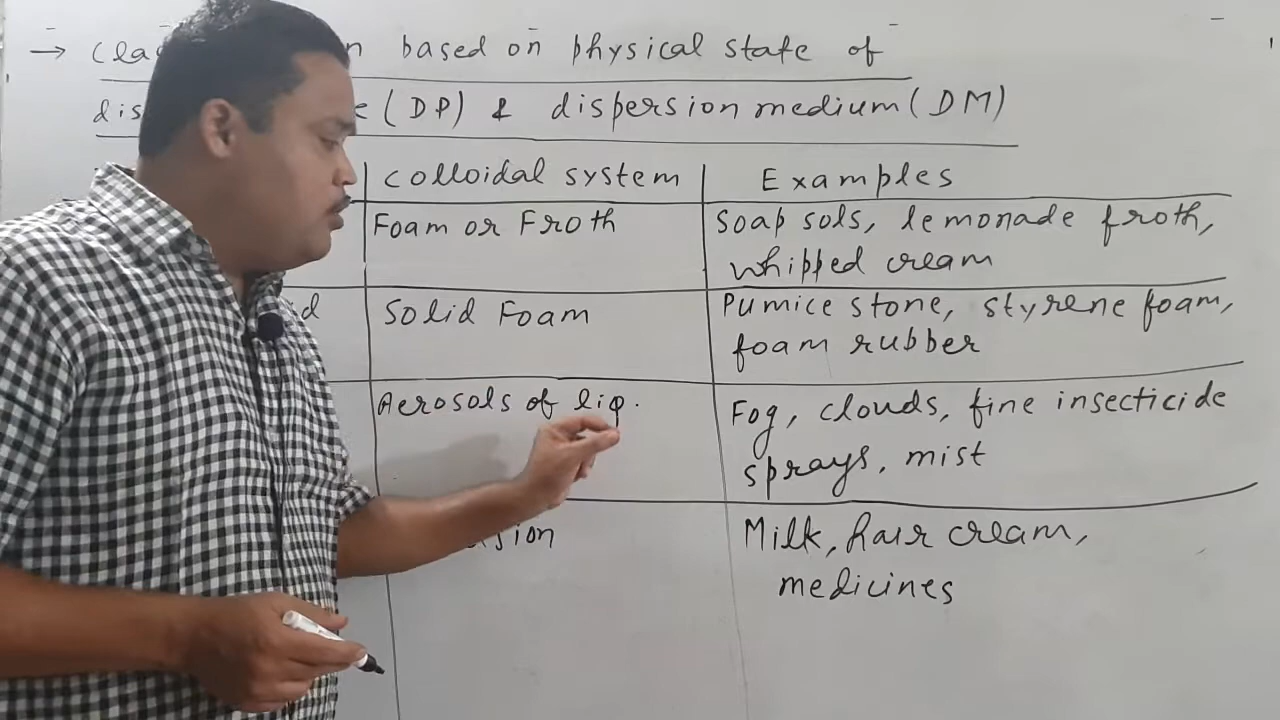 → Cla n based on physical state of
dis e (DP) & dispersion medium (DM)
Colloidal system Examples
Foam or Froth Soap sols, lemonade froth,
whipped cream
d Solid Foam Pumice stone, styrene foam,
foam rubber
Aerosols of liq. Fog, clouds, fine insecticide
sprays, mist
sion Milk, hair cream,
medicines